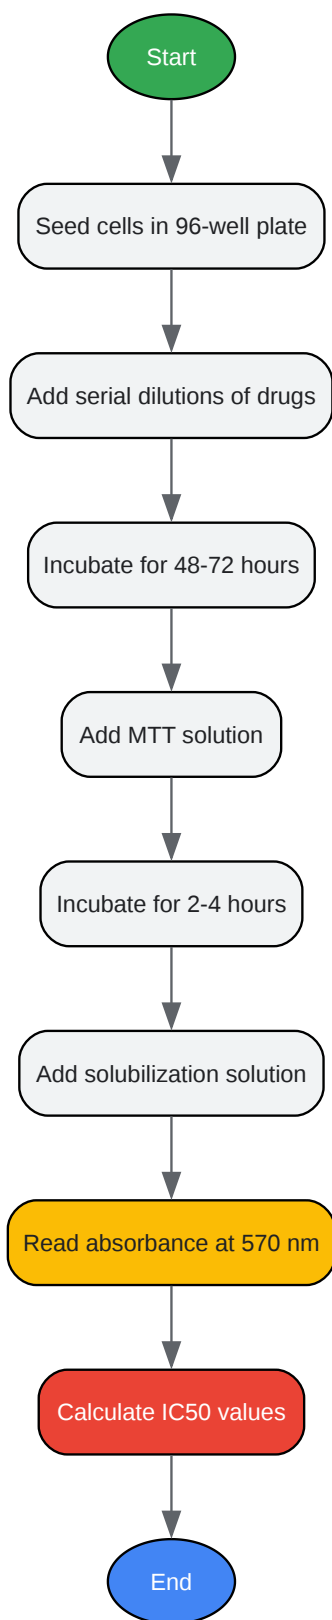 Start
Seed cells in 96-well plate
Add serial dilutions of drugs
Incubate for 48-72 hours
Add MTT solution
Incubate for 2-4 hours
Add solubilization solution
Read absorbance at 570 nm
Calculate IC50 values
End